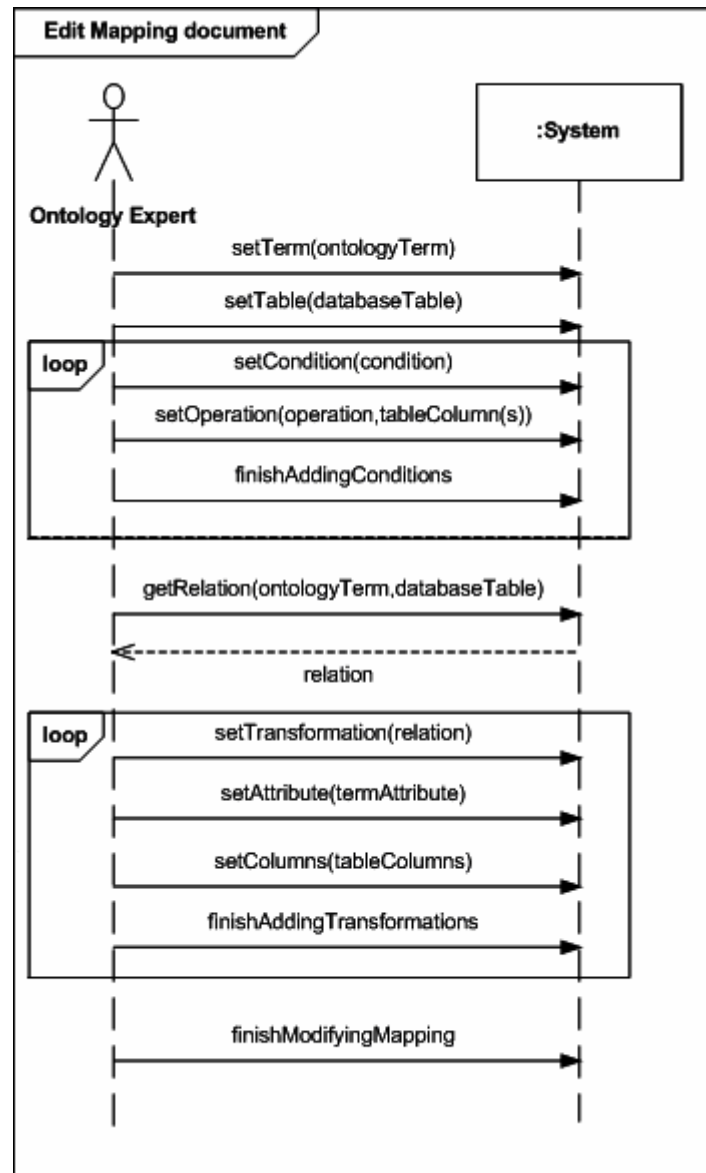 Edit Mapping document
:System
Ontology Expert
setTerm(ontologyTerm)
setTable(databaseTable)
loop
setCondition(condition)
setOperation(operation,tableColumn(s))
finishAddingConditions
getRelation(ontologyTerm,databaseTable)
relation
loop
setTransformation(relation)
setAttribute(termAttribute)
setColumns(tableColumns)
finishAddingTransformations
finishModifyingMapping